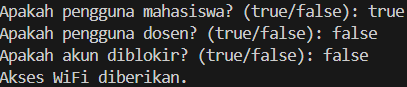 Apakah pengguna mahasiswa? (true/false): true
Apakah pengguna dosen? (true/false): false
Apakah akun diblokir? (true/false): false
Akses WiFi diberikan.